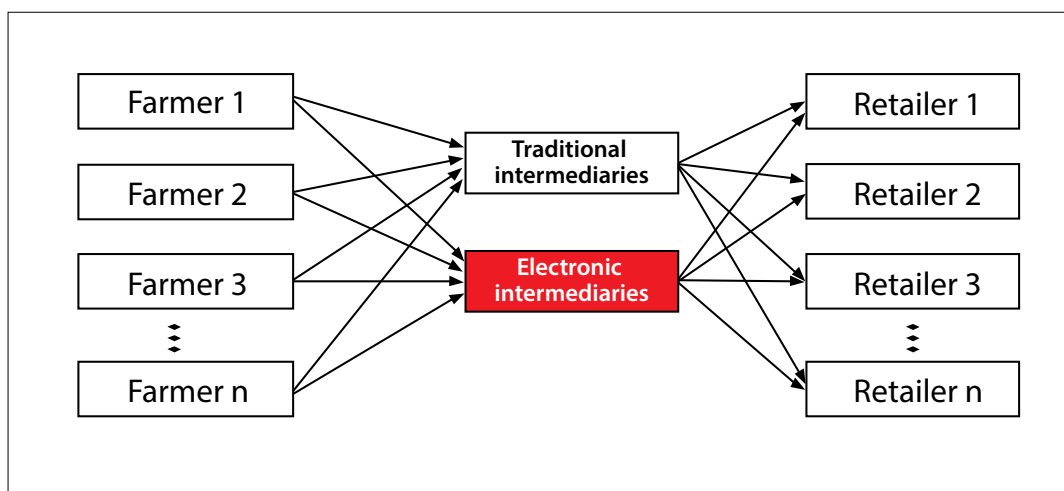 Farmer 1
Farmer 2
Farmer 3
Farmer n
Traditional
intermediaries
Electronic
intermediaries
Retailer 1
Retailer 2
Retailer 3
Retailer n